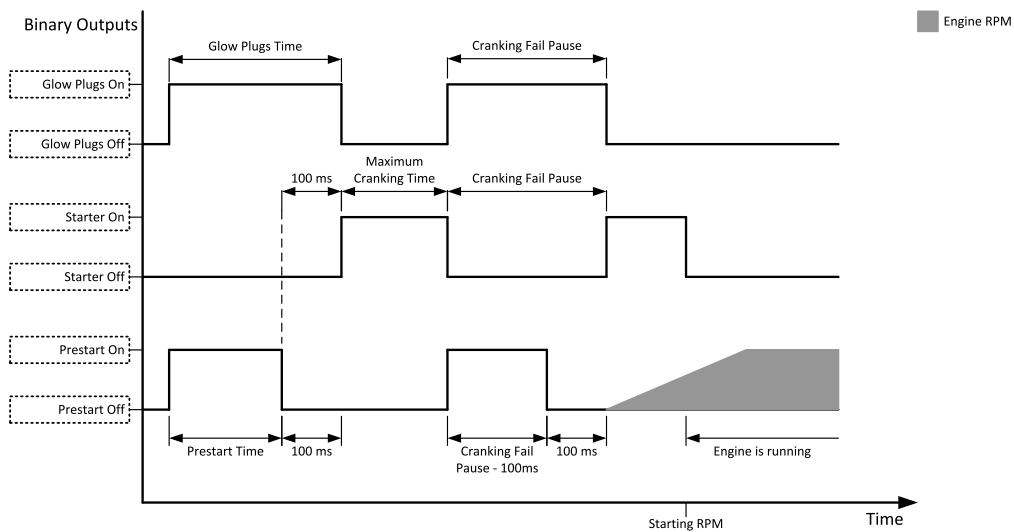 Binary Outputs
Engine RPM
Glow Plugs Time
Cranking Fail Pause
Glow Plugs On
Glow Plugs Off
100 ms
Maximum
Cranking Time
Cranking Fail Pause
Starter On
Starter Off
Prestart On
Prestart Off
Prestart Time
100 ms
Cranking Fail
Pause - 100ms
100 ms
Engine is running
Starting RPM
Time